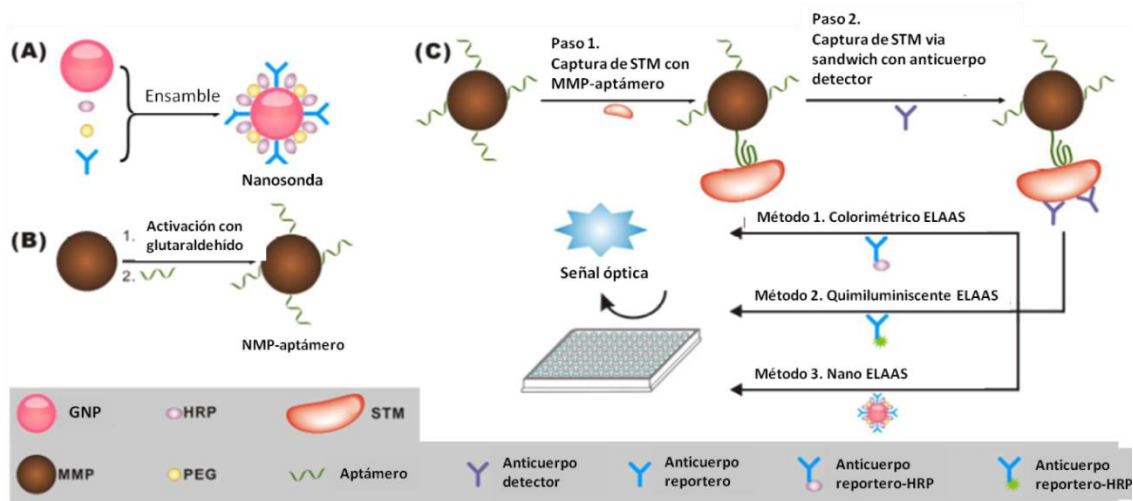 (A)
Ensamble
Nanosonda
(B)
1.
2.
Activación con
glutaraldehído
NMP-aptámero
(C)
Paso 1.
Captura de STM con
MMP-aptámero
Paso 2.
Captura de STM via
sandwich con anticuerpo
detector
Método 1. Colorimétrico ELAAS
Método 2. Quimiluminiscente ELAAS
Método 3. Nano ELAAS
Señal óptica
GNP
HRP
STM
MMP
PEG
Aptámero
Anticuerpo
detector
Anticuerpo
reportero
Anticuerpo
reportero-HRP
Anticuerpo
reportero-HRP